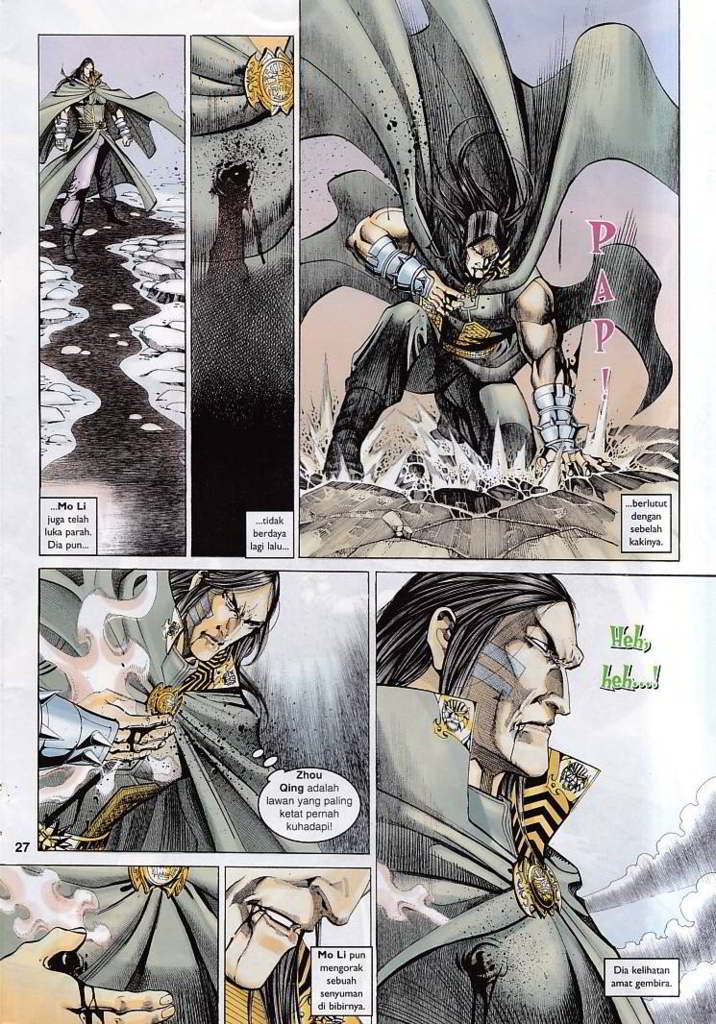 ...Mo Li
juga telah
luka parah.
Dia pun...
...tidak
berdaya
lagi lalu...
PAP!
...berlutut
dengan
sebelah
kakinya.
Zhou
Qing adalah
lawan yang paling
ketat pernah
kuhadapi!
Heh,
heh....!
Mo Li pun
mengorak
sebuah
senyuman
di bibirnya.
Dia kelihatan
amat gembira.
27